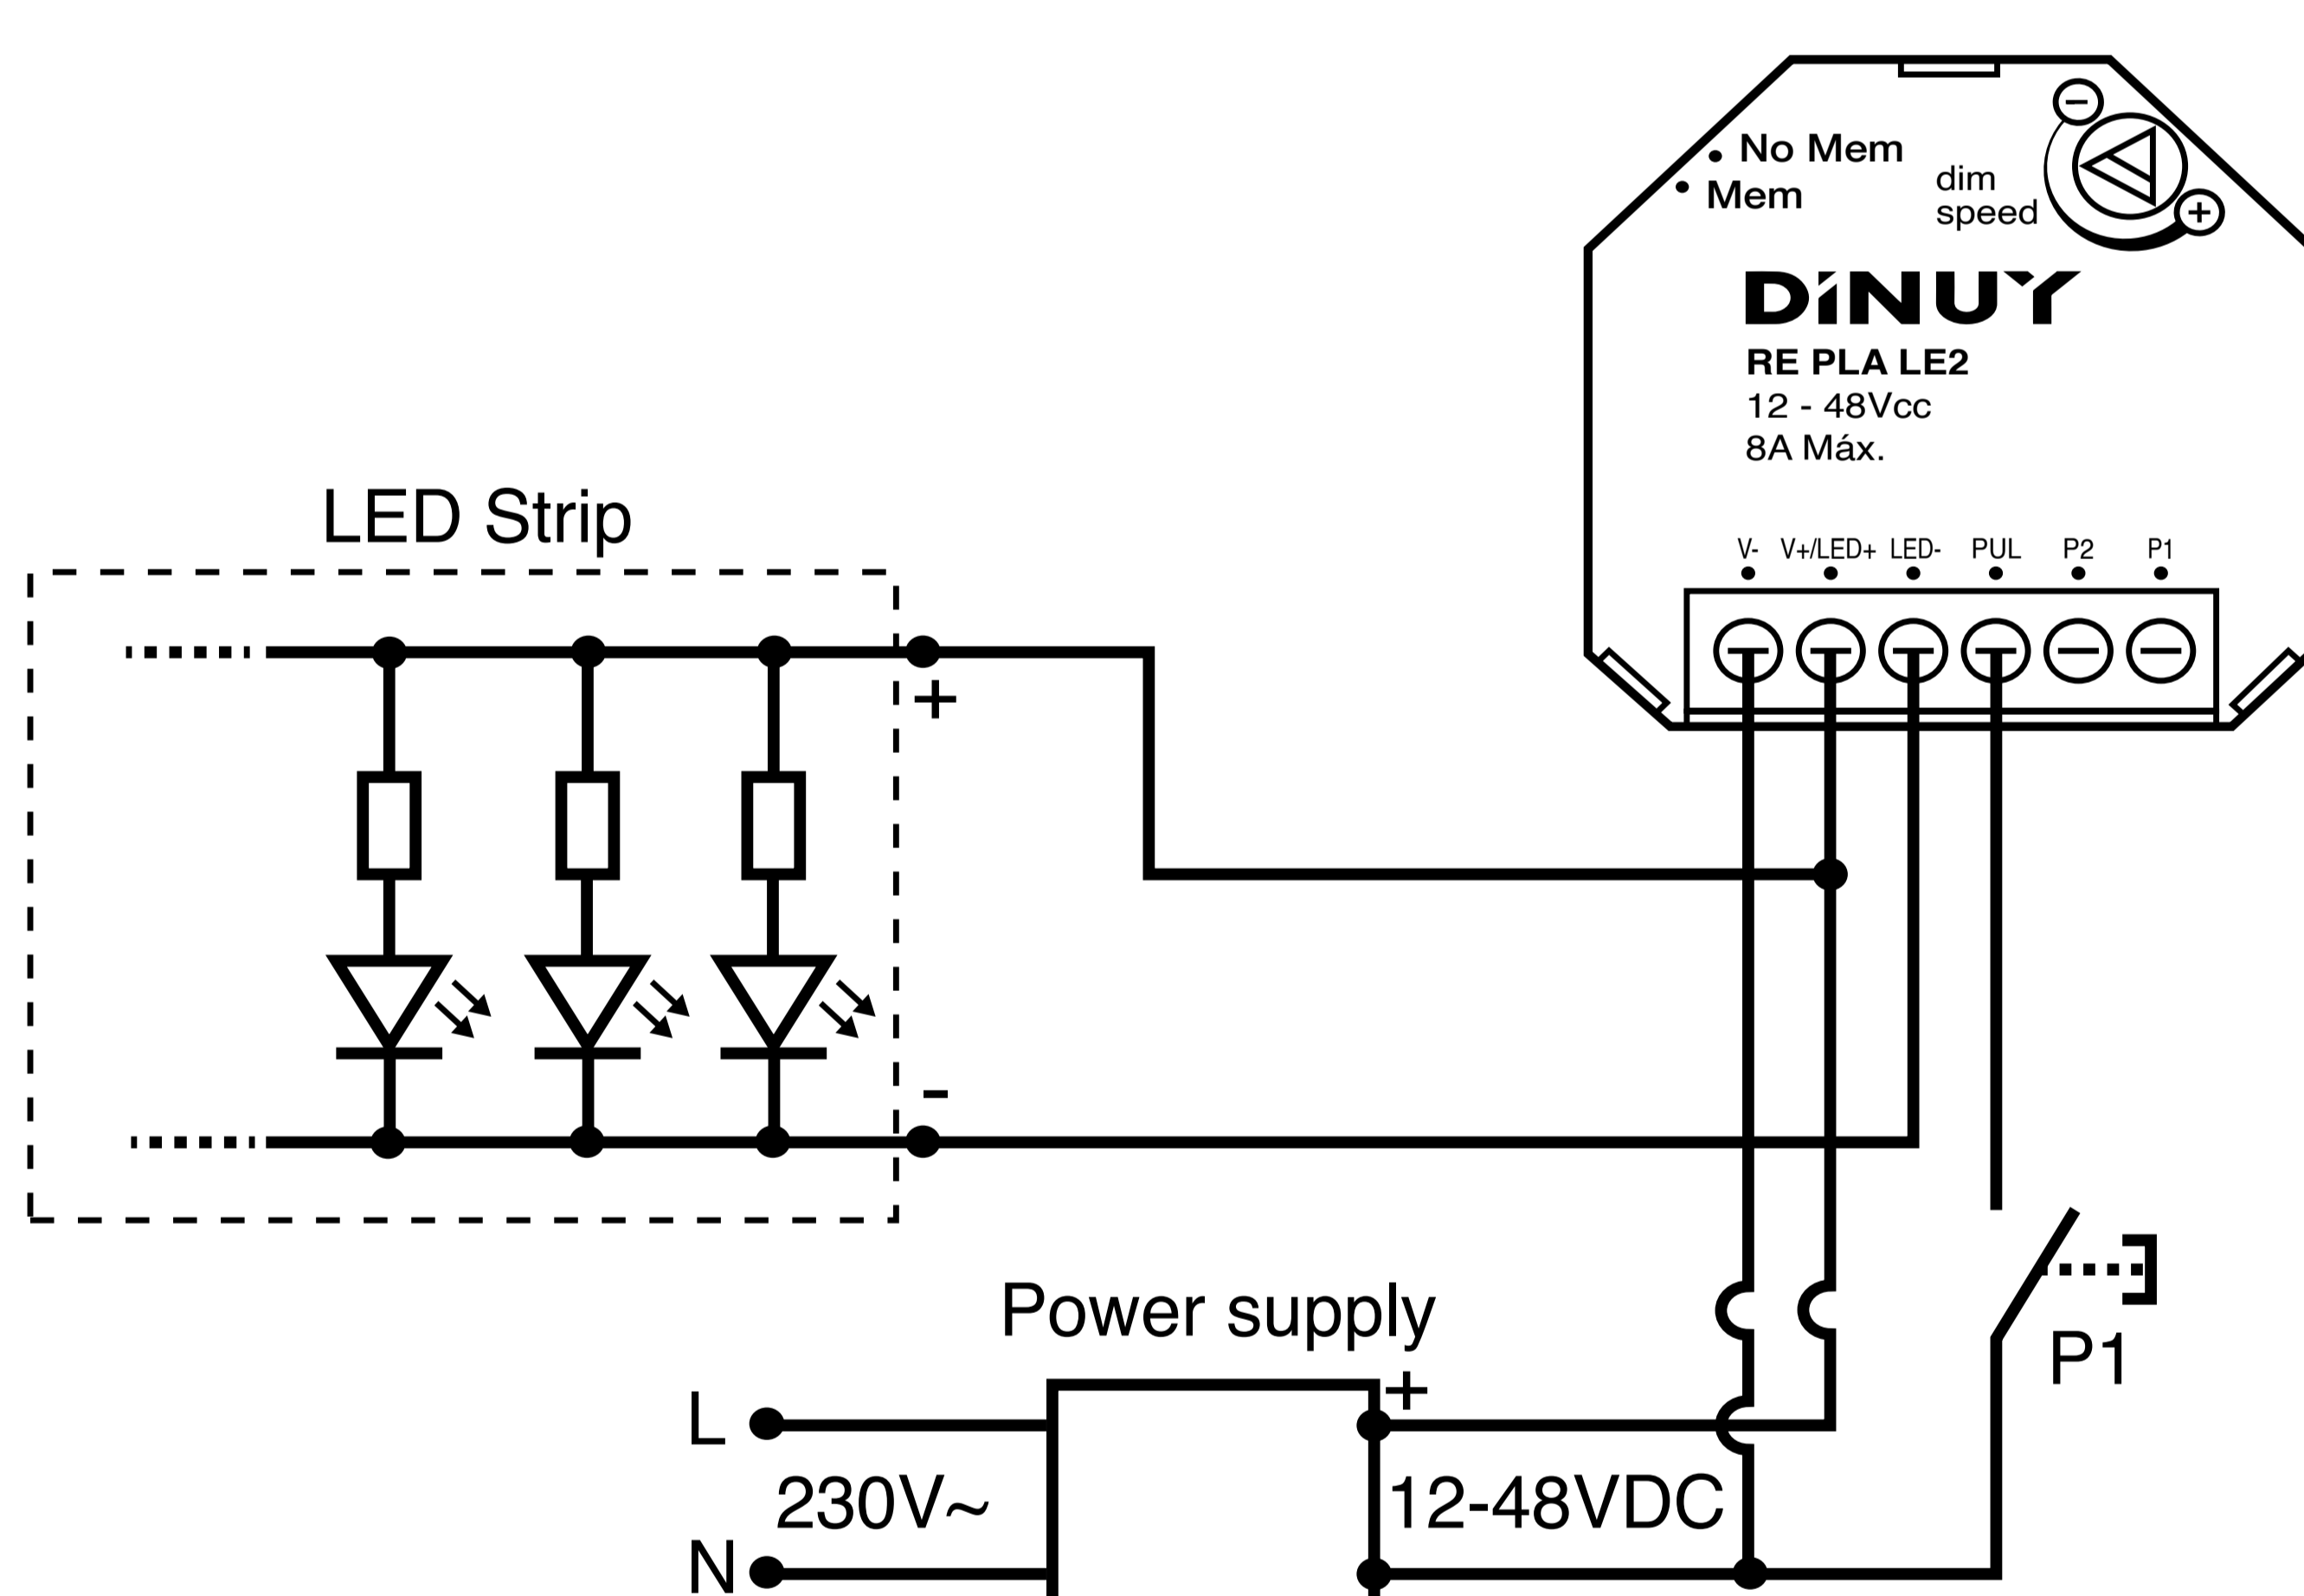 No Mem
Mem
dim
speed
-
+
DiNUY
RE PLA LE2
12 - 48Vcc
8A Máx.
V- V+/LED+ LED- PUL P2 P1
LED Strip
+
-
Power supply
P1
L
+
230V~
12-48VDC
N